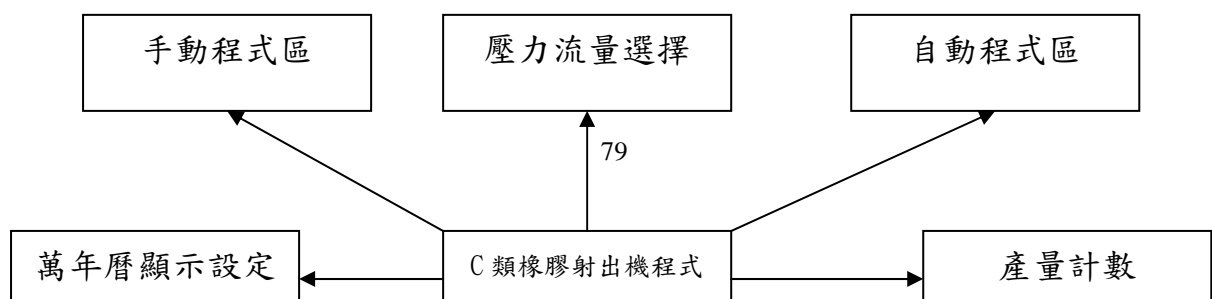 手動程式區
壓力流量選擇
自動程式區
79
萬年曆顯示設定
C類橡膠射出機程式
產量計數